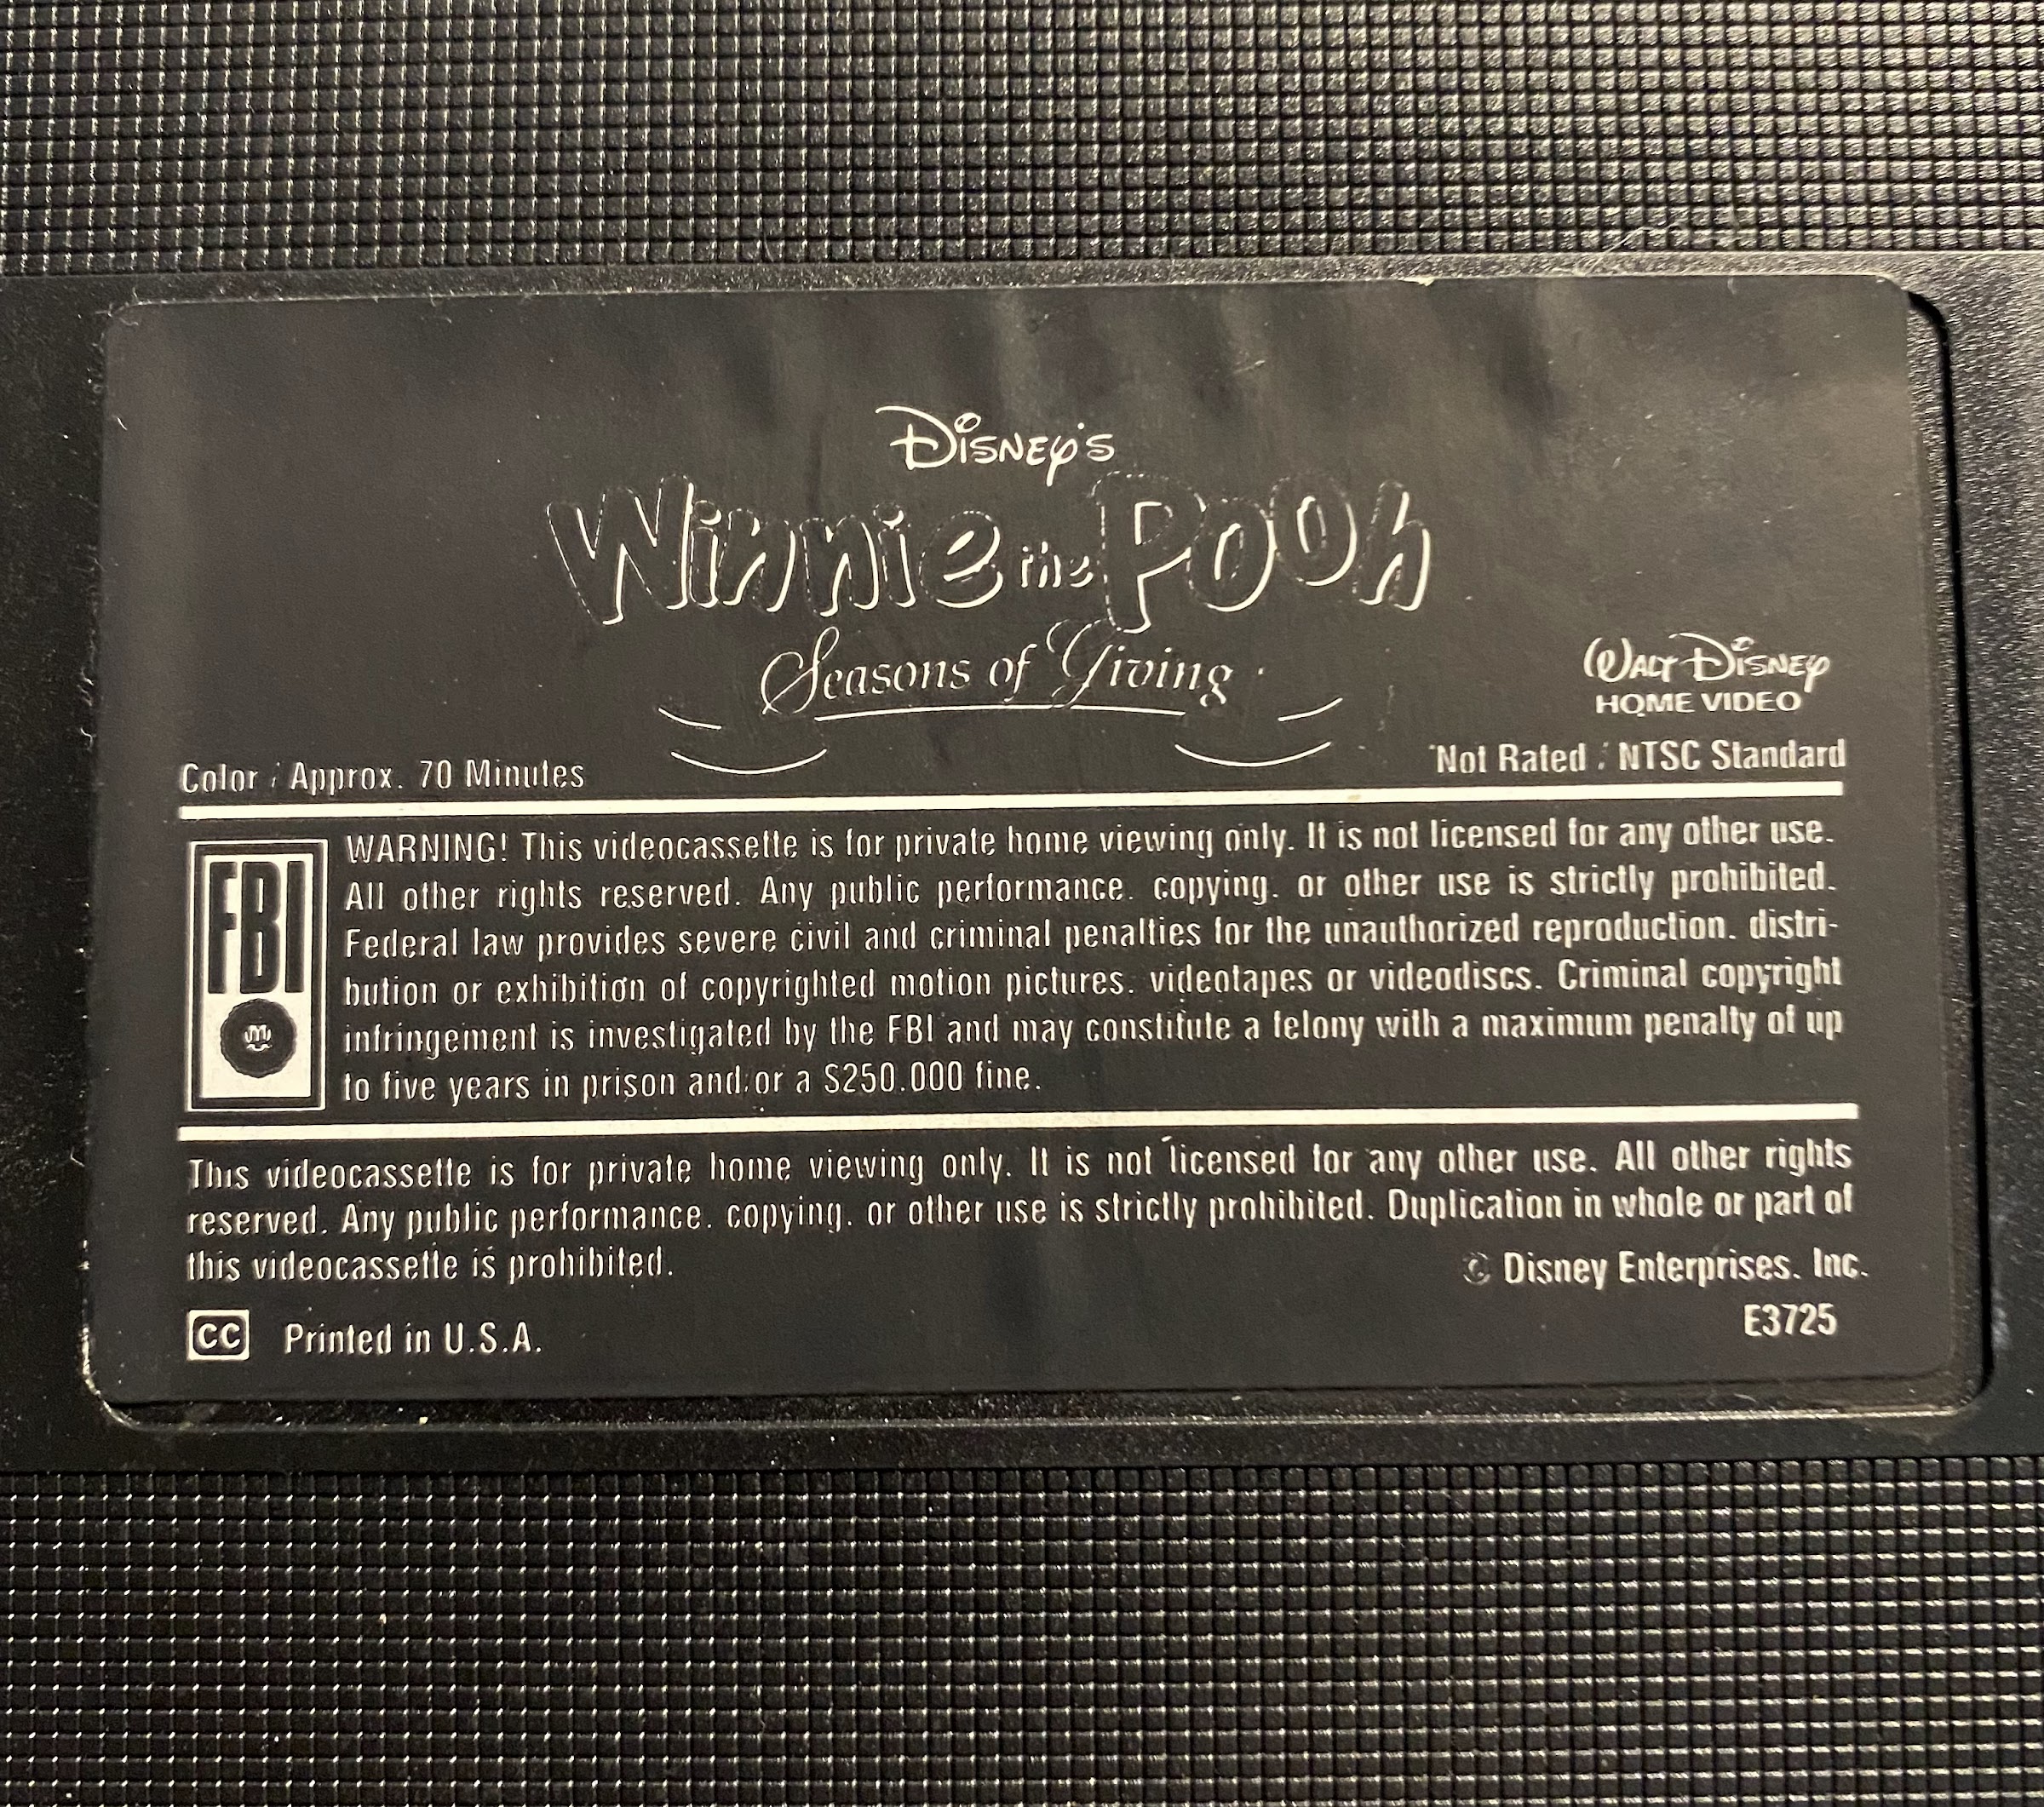 Disney's
Winnie the Pooh
Seasons of Giving
WALT DISNEY
HOME VIDEO
Color / Approx. 70 Minutes
Not Rated / NTSC Standard
FBI
WARNING! This videocassette is for private home viewing only. It is not licensed for any other use.
All other rights reserved. Any public performance, copying, or other use is strictly prohibited.
Federal law provides severe civil and criminal penalties for the unauthorized reproduction, distri-
bution or exhibition of copyrighted motion pictures, videotapes or videodiscs. Criminal copyright
infringement is investigated by the FBI and may constitute a felony with a maximum penalty of up
to five years in prison and/or a $250,000 fine.
This videocassette is for private home viewing only. It is not licensed for any other use. All other rights
reserved. Any public performance, copying, or other use is strictly prohibited. Duplication in whole or part of
this videocassette is prohibited.
© Disney Enterprises, Inc.
E3725
CC Printed in U.S.A.